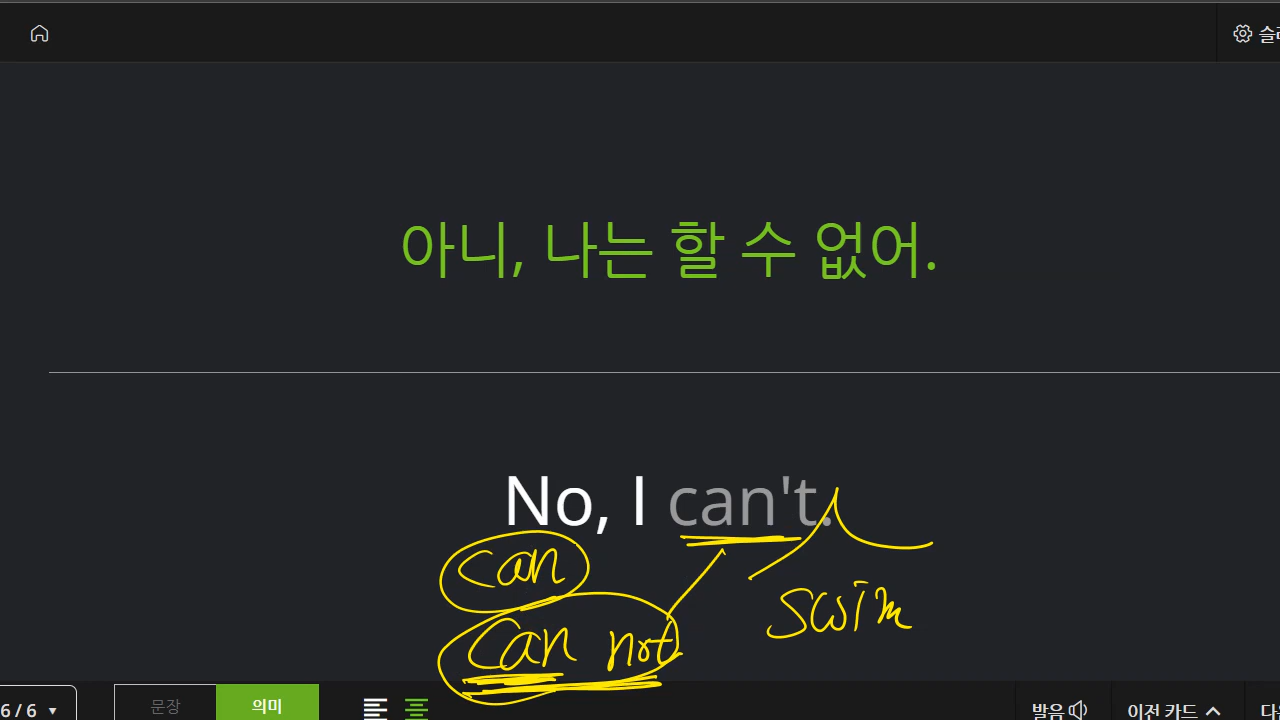 슬
아니, 나는 할 수 없어.
No, I can't.
can
can not
swim
6 / 6
문장
의미
발음
이전 카드
다